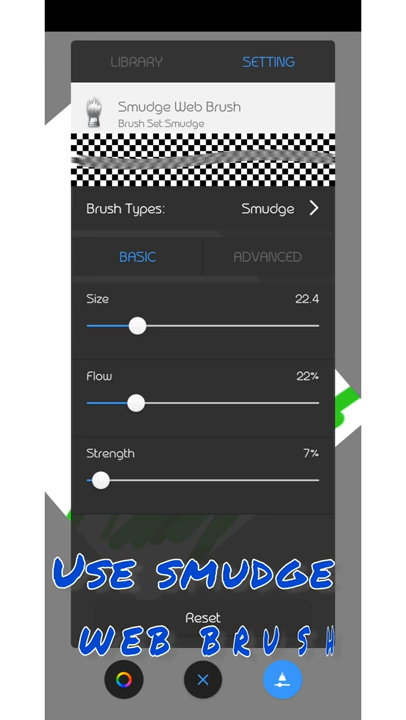 LIBRARY SETTING
Smudge Web Brush
Brush Set:Smudge
Brush Types: Smudge
BASIC ADVANCED
Size 22.4
Flow 22%
Strength 7%
USE SMUDGE
Reset
WEB BRUSH